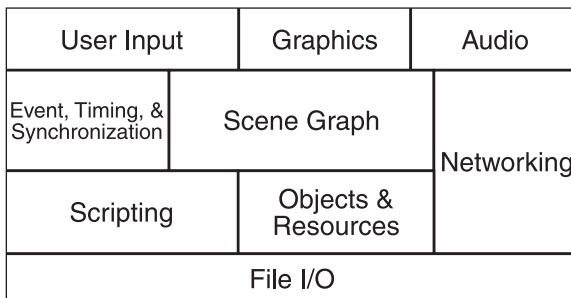 User Input
Graphics
Audio
Event, Timing, &
Synchronization
Scene Graph
Networking
Scripting
Objects &
Resources
File I/O